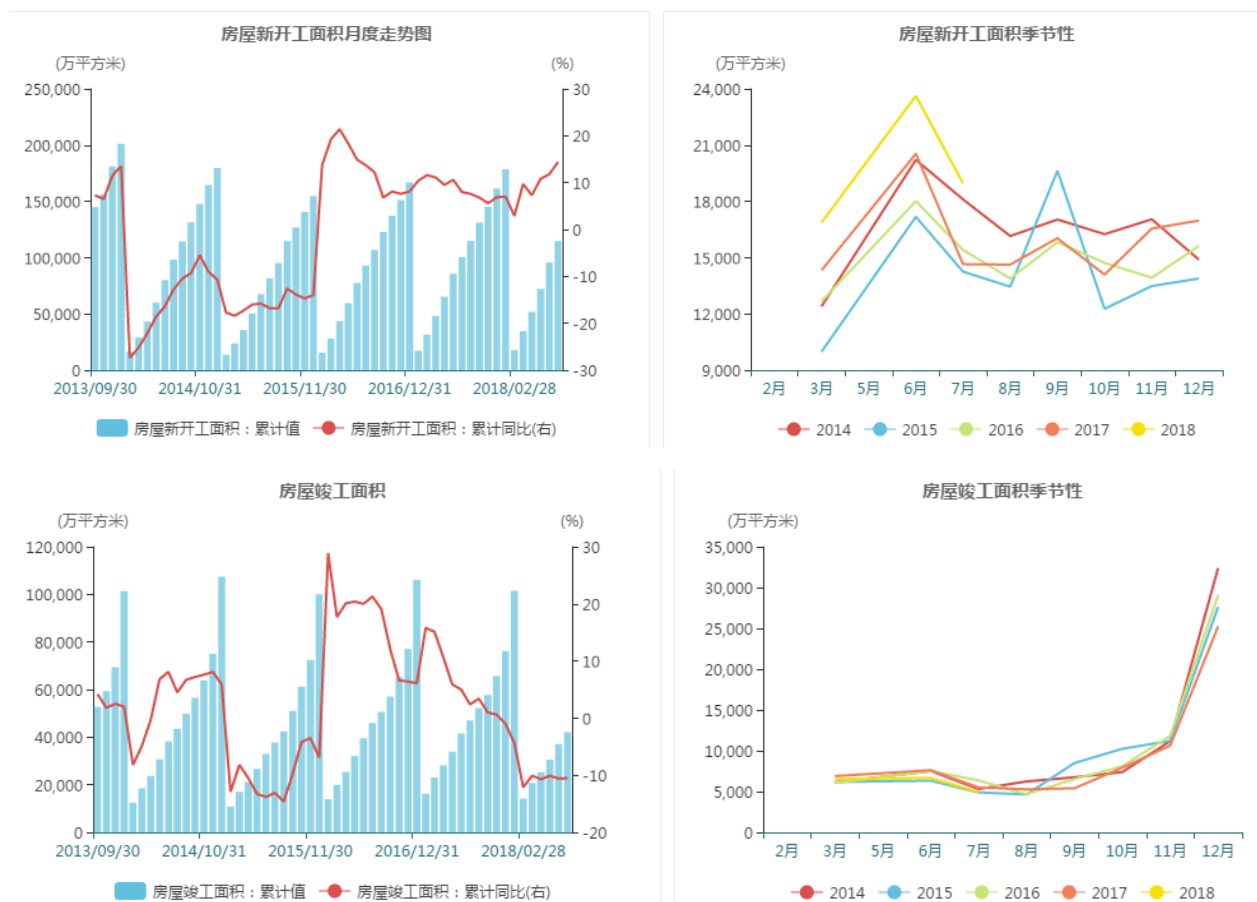 房屋新开工面积月度走势图
(万平方米) (%)
250,000 30
200,000 20
150,000 10
100,000 0
50,000 -10
0 -20
-30
2013/09/30 2014/10/31 2015/11/30 2016/12/31 2018/02/28
房屋新开工面积：累计值 房屋新开工面积：累计同比(右)
房屋新开工面积季节性
(万平方米)
24,000
21,000
18,000
15,000
12,000
9,000
2月 3月 5月 6月 7月 8月 9月 10月 11月 12月
2014 2015 2016 2017 2018
房屋竣工面积
(万平方米) (%)
120,000 30
100,000 20
80,000 10
60,000 0
40,000 -10
20,000 -20
0
2013/09/30 2014/10/31 2015/11/30 2016/12/31 2018/02/28
房屋竣工面积：累计值 房屋竣工面积：累计同比(右)
房屋竣工面积季节性
(万平方米)
35,000
30,000
25,000
20,000
15,000
10,000
5,000
0
2月 3月 5月 6月 7月 8月 9月 10月 11月 12月
2014 2015 2016 2017 2018